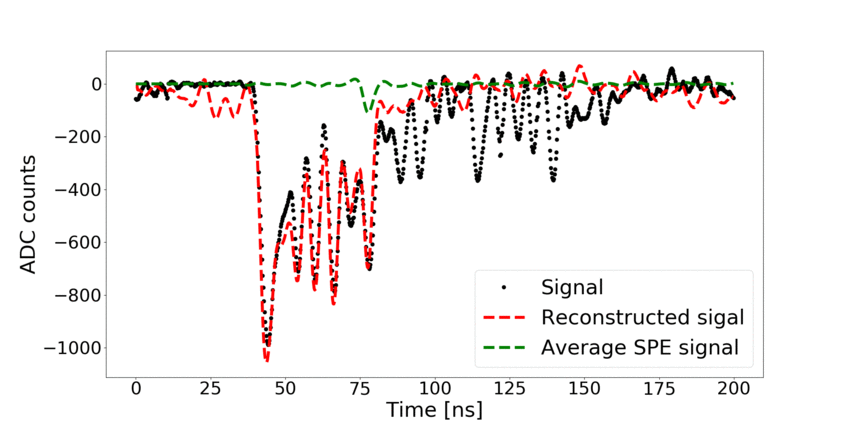 0
−200
−400
−600
−800
−1000
ADC counts
Signal
Reconstructed sigal
Average SPE signal
0 25 50 75 100 125 150 175 200
Time [ns]